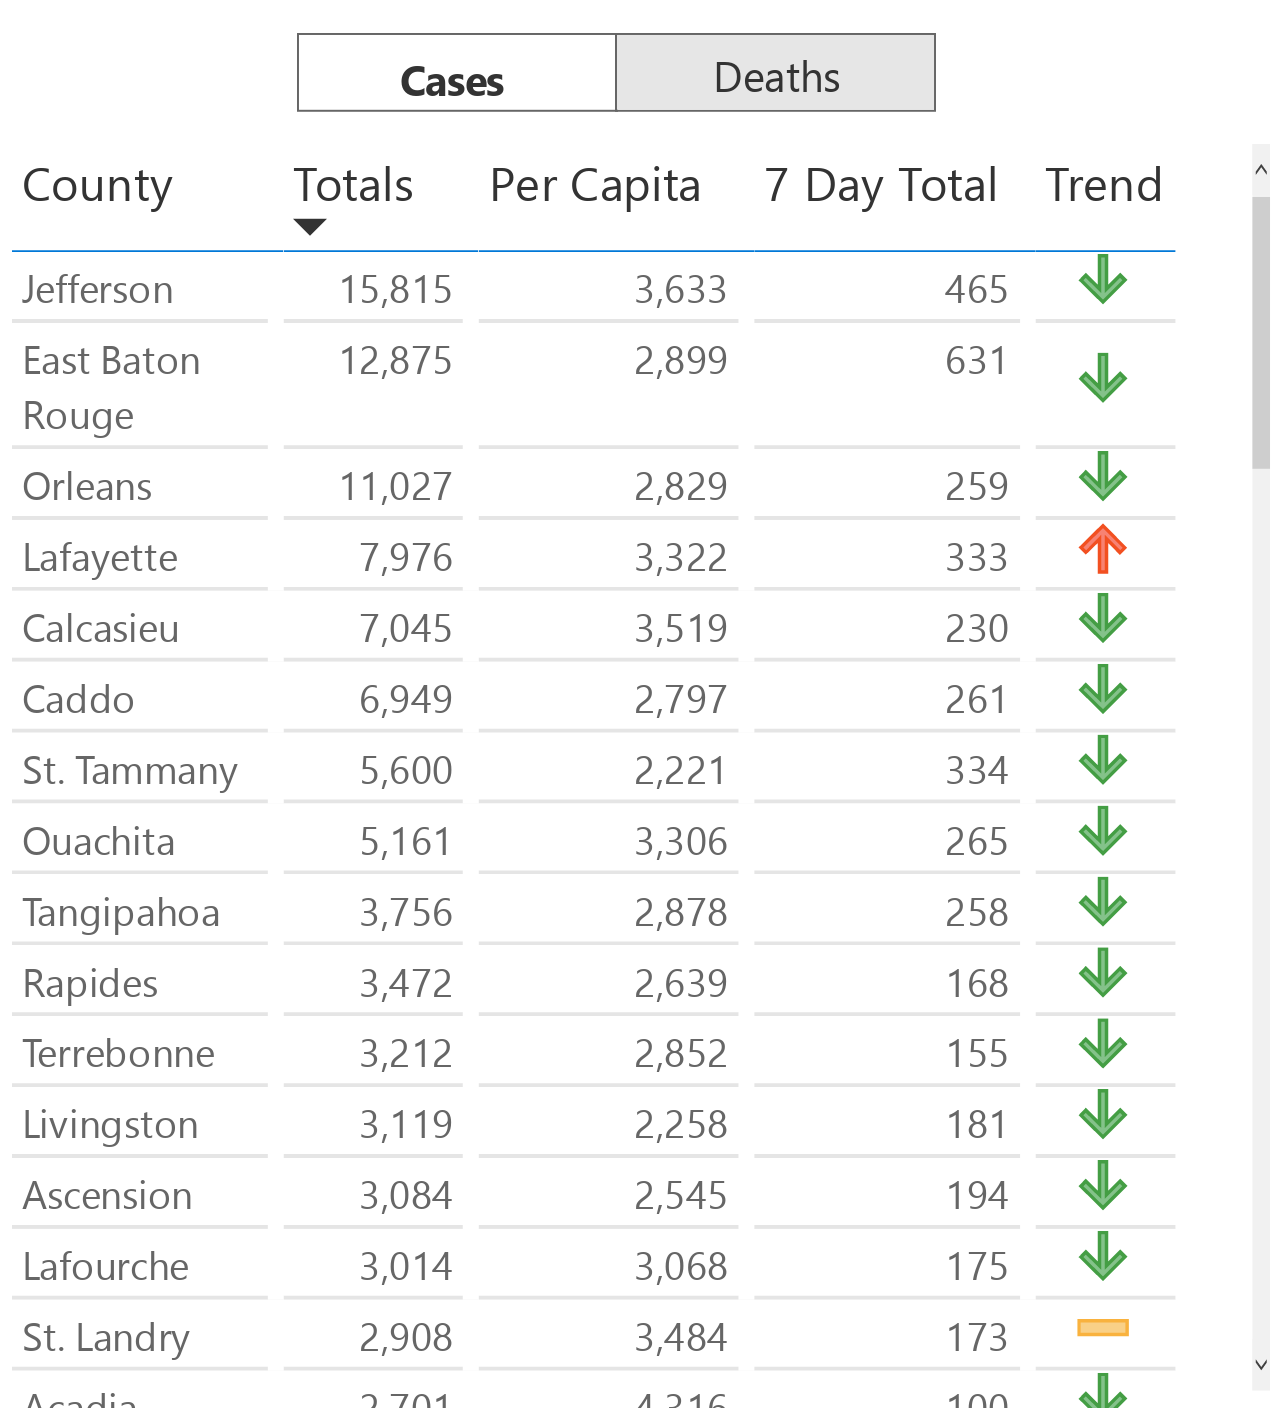 Cases Deaths
County Totals Per Capita 7 Day Total Trend
Jefferson 15,815 3,633 465
East Baton Rouge 12,875 2,899 631
Orleans 11,027 2,829 259
Lafayette 7,976 3,322 333
Calcasieu 7,045 3,519 230
Caddo 6,949 2,797 261
St. Tammany 5,600 2,221 334
Ouachita 5,161 3,306 265
Tangipahoa 3,756 2,878 258
Rapides 3,472 2,639 168
Terrebonne 3,212 2,852 155
Livingston 3,119 2,258 181
Ascension 3,084 2,545 194
Lafourche 3,014 3,068 175
St. Landry 2,908 3,484 173
Acadia 2,701 4,316 100